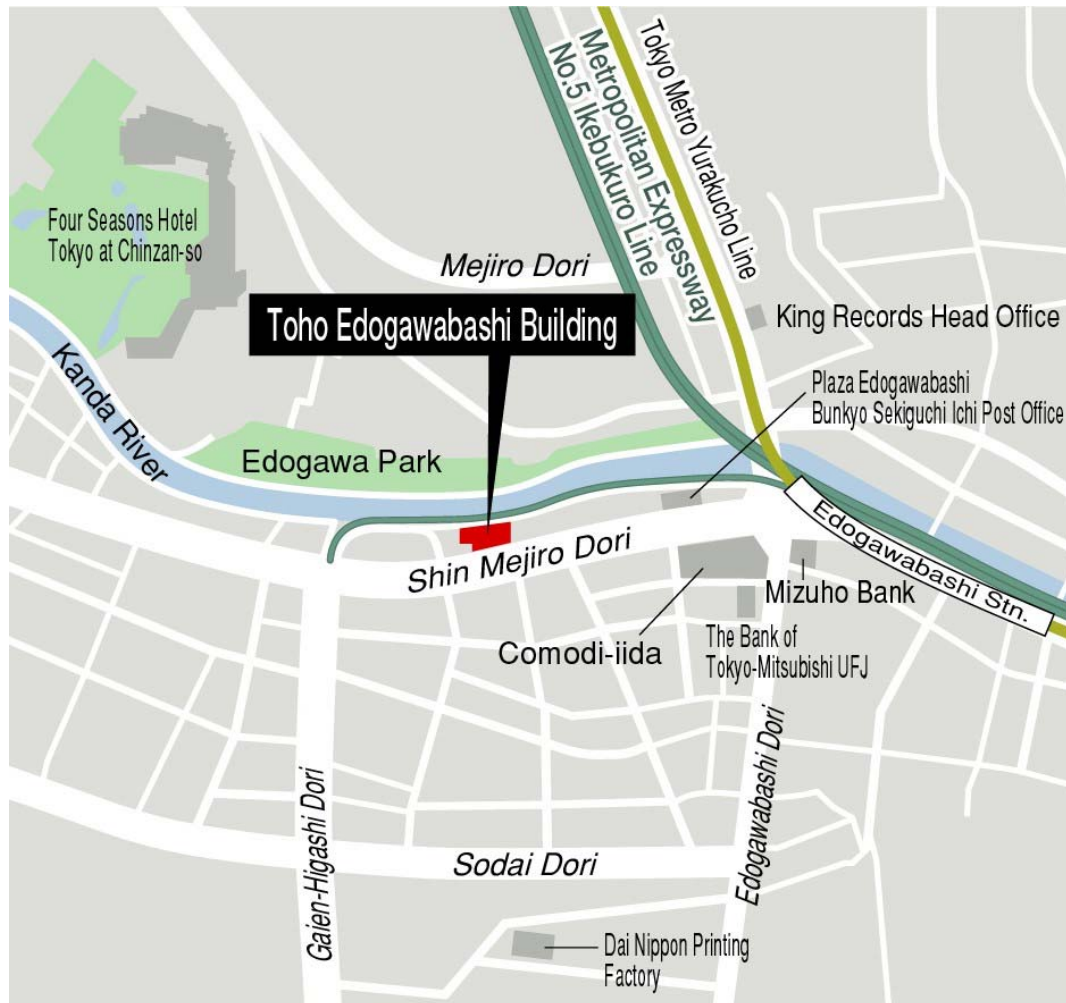 Metropolitan Expressway
No.5 Ikebukuro Line
Tokyo Metro Yurakucho Line
Four Seasons Hotel
Tokyo at Chinzan-so
Mejiro Dori
Toho Edogawabashi Building
King Records Head Office
Kanda River
Plaza Edogawabashi
Bunkyo Sekiguchi Ichi Post Office
Edogawa Park
Edogawabashi Stn.
Shin Mejiro Dori
Mizuho Bank
Comodi-iida
The Bank of
Tokyo-Mitsubishi UFJ
Gaien-Higashi Dori
Edogawabashi Dori
Sodai Dori
Dai Nippon Printing
Factory